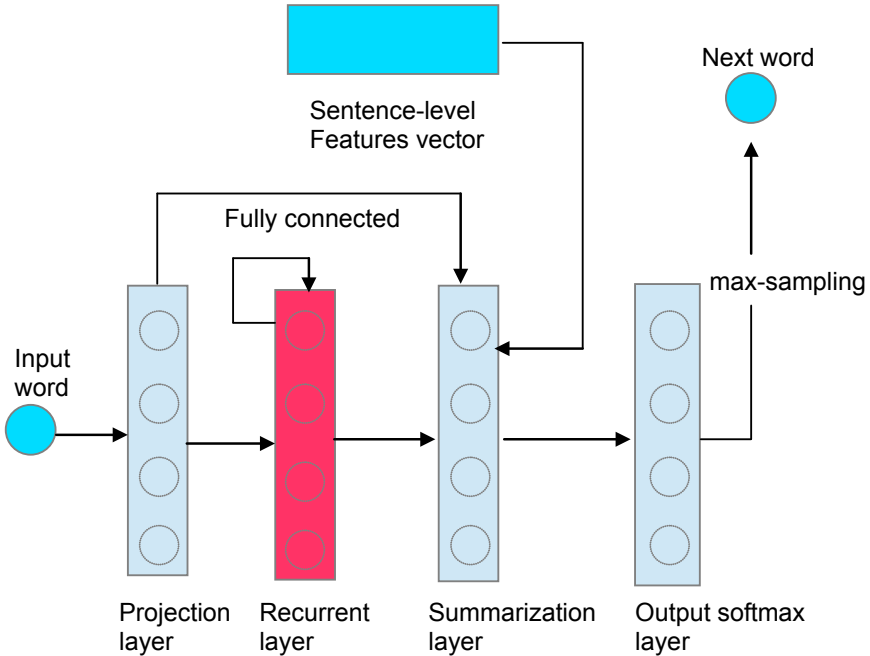 Next word
Sentence-level
Features vector
Fully connected
max-sampling
Input
word
Projection
layer
Recurrent
layer
Summarization
layer
Output softmax
layer